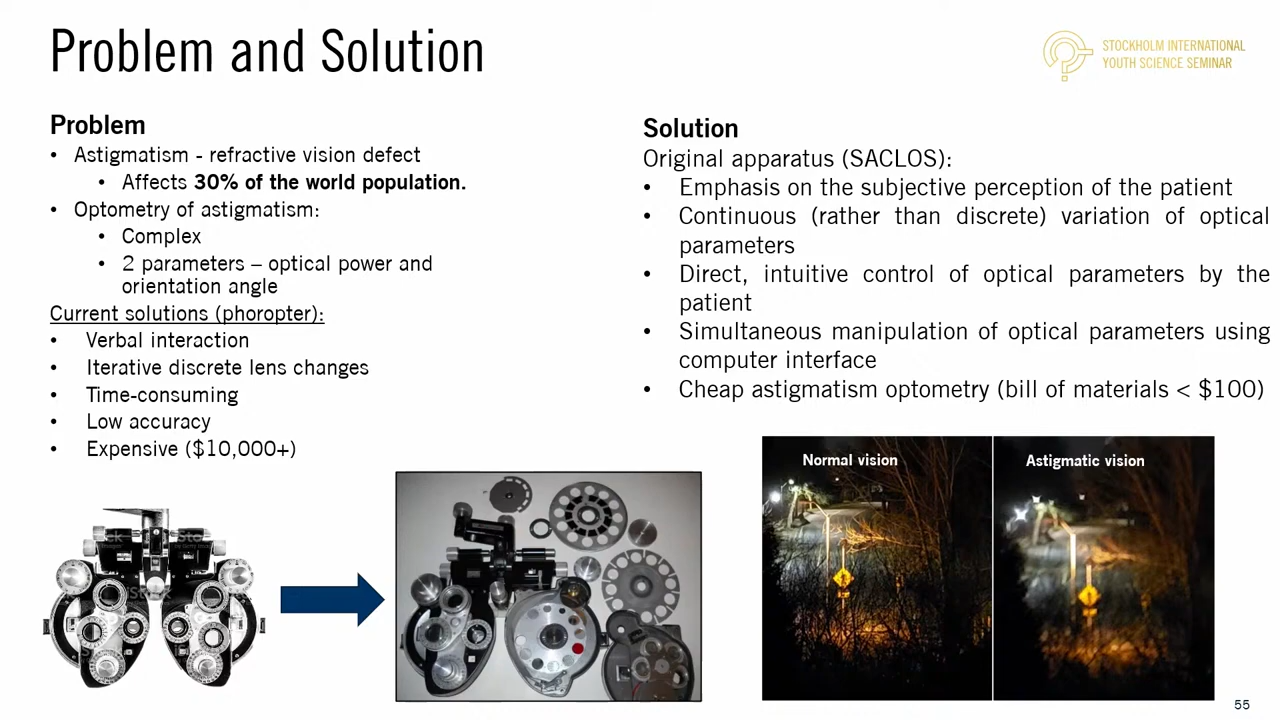 Problem and Solution
STOCKHOLM INTERNATIONAL
YOUTH SCIENCE SEMINAR
Problem
• Astigmatism - refractive vision defect
• Affects 30% of the world population.
• Optometry of astigmatism:
• Complex
• 2 parameters – optical power and
orientation angle
Current solutions (phoropter):
• Verbal interaction
• Iterative discrete lens changes
• Time-consuming
• Low accuracy
• Expensive ($10,000+)
Solution
Original apparatus (SACLOS):
• Emphasis on the subjective perception of the patient
• Continuous (rather than discrete) variation of optical
parameters
• Direct, intuitive control of optical parameters by the
patient
• Simultaneous manipulation of optical parameters using
computer interface
• Cheap astigmatism optometry (bill of materials < $100)
Normal vision
Astigmatic vision
55